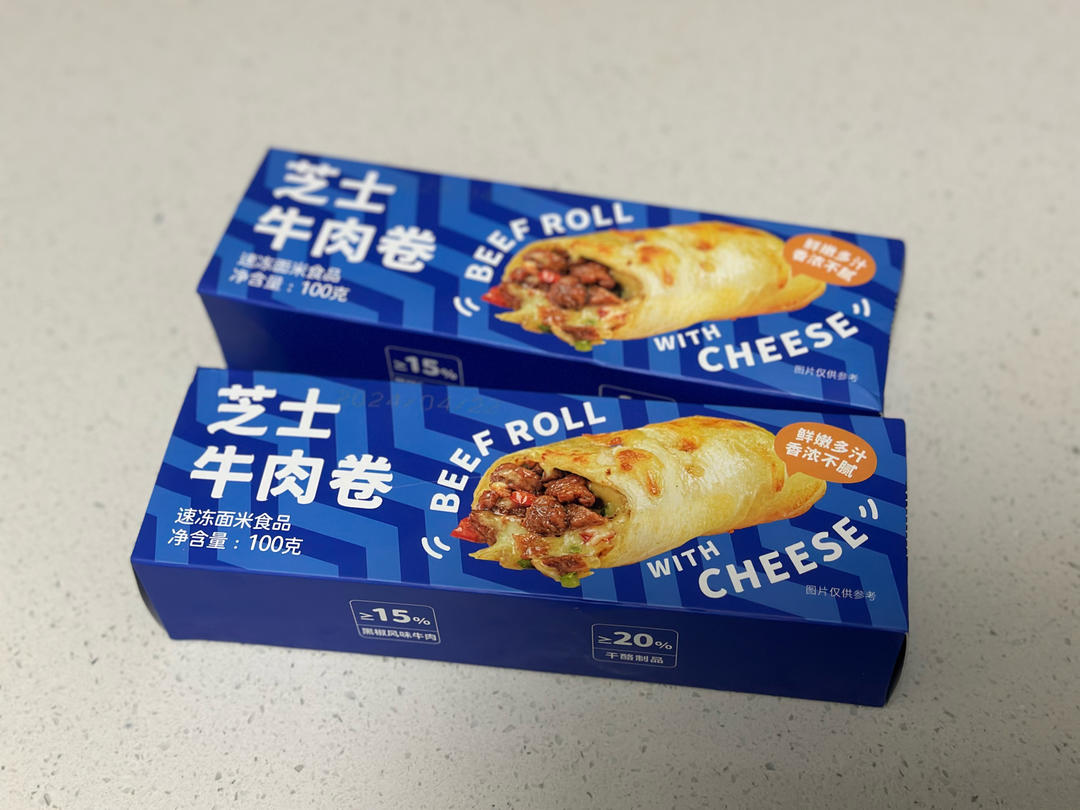 芝士
牛肉卷
速冻面米食品
净含量：100克
BEEF ROLL
WITH
CHEESE
鲜嫩多汁
香浓不腻
图片仅供参考
≥15%
芝士
牛肉卷
速冻面米食品
净含量：100克
2024/04/23
BEEF ROLL
WITH
CHEESE
鲜嫩多汁
香浓不腻
图片仅供参考
≥15%
黑椒风味牛肉
≥20%
干酪制品